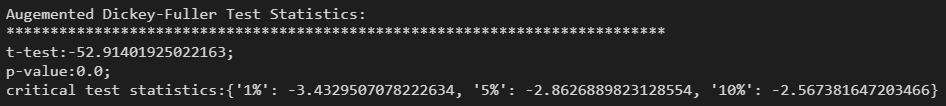 Augemented Dickey-Fuller Test Statistics:
***************************************************************************
t-test:-52.91401925022163;
p-value:0.0;
critical test statistics:{'1%': -3.4329507078222634, '5%': -2.8626889823128554, '10%': -2.567381647203466}